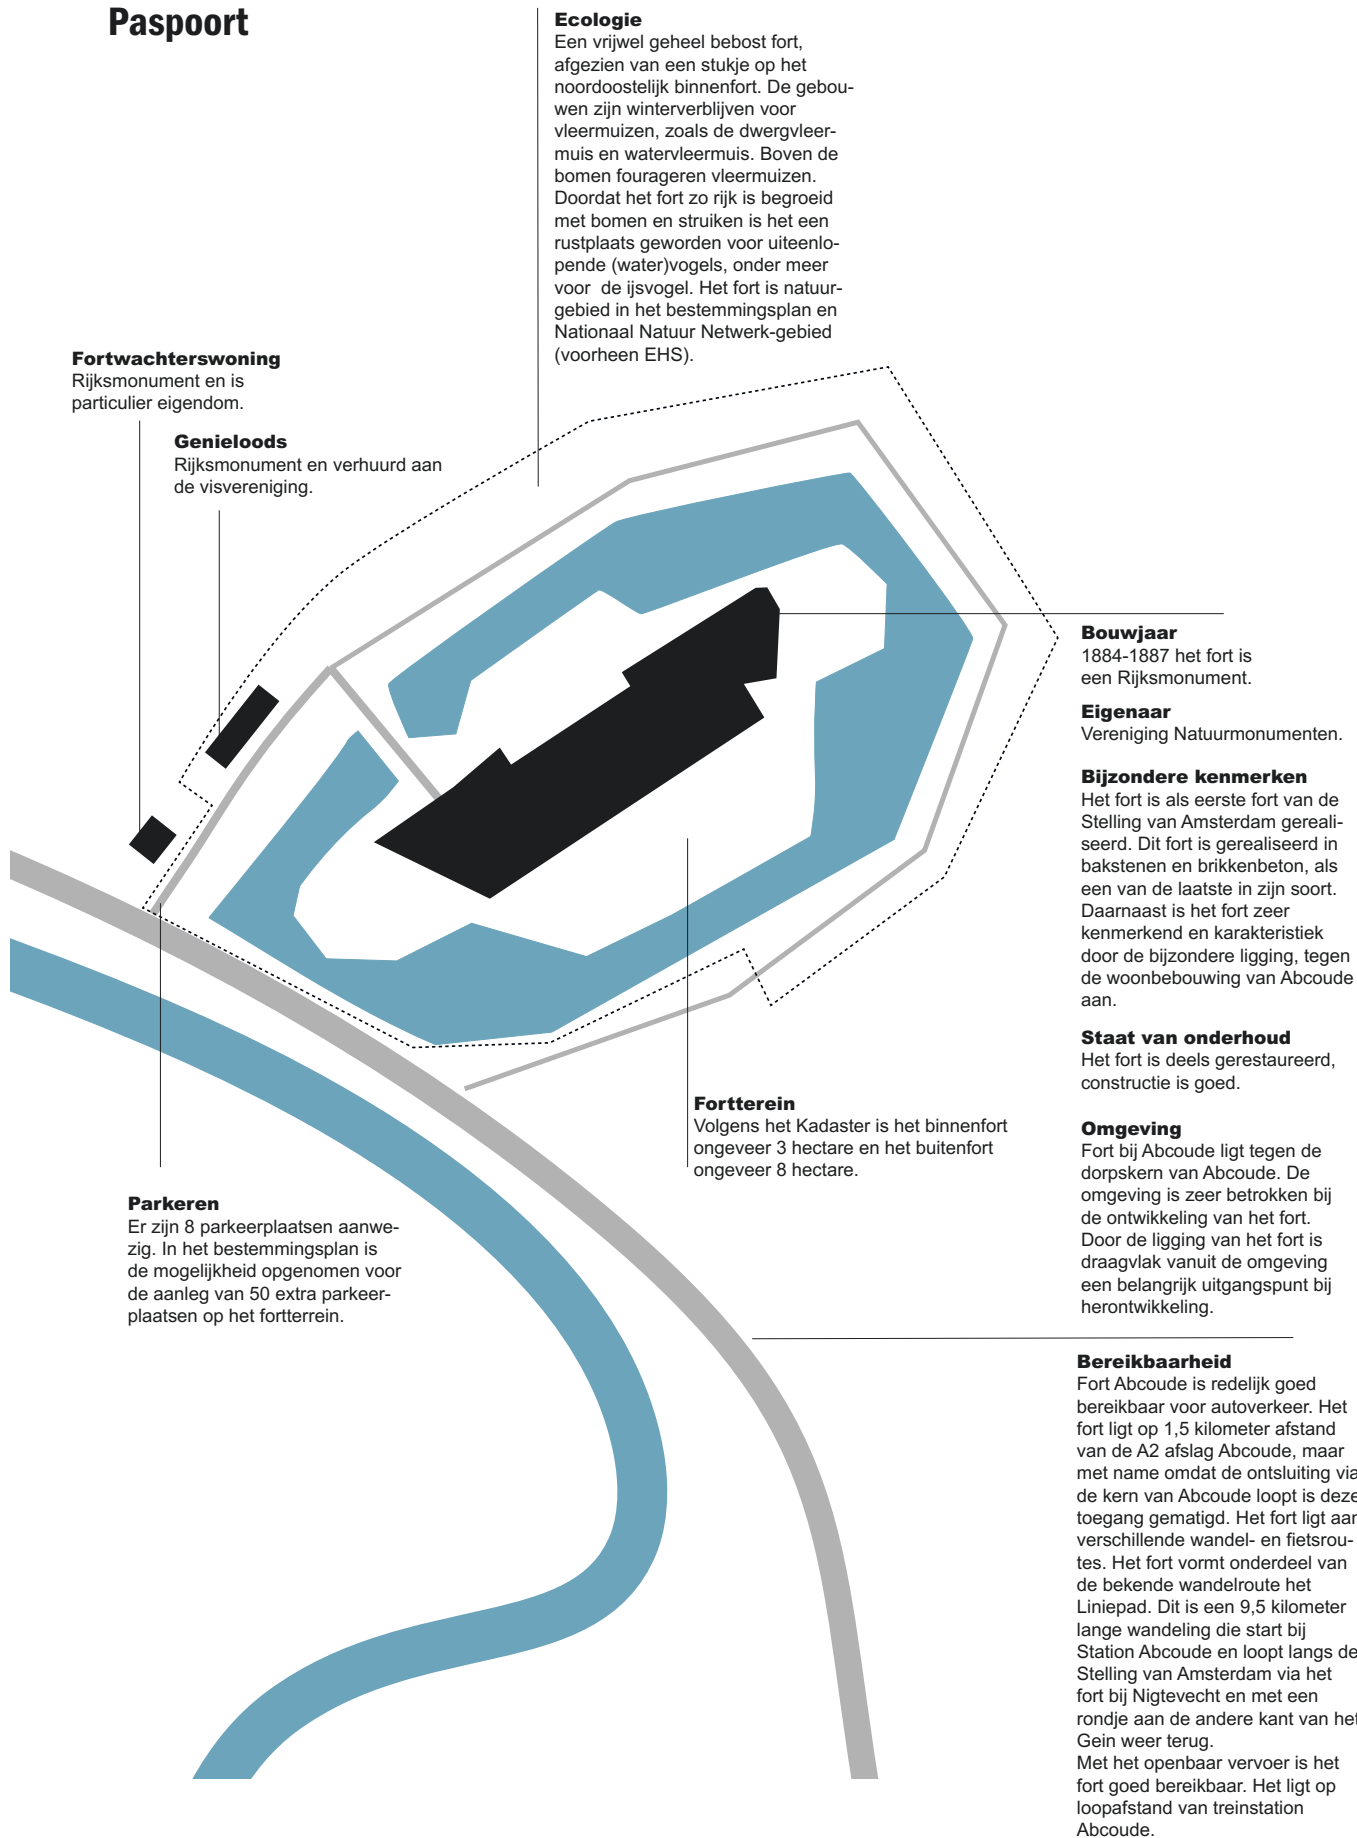 Paspoort
Ecologie
Een vrijwel geheel bebost fort,
afgezien van een stukje op het
noordoostelijk binnenfort. De gebou-
wen zijn winterverblijven voor
vleermuizen, zoals de dwergvleer-
muis en watervleermuis. Boven de
bomen fourageren vleermuizen.
Doordat het fort zo rijk is begroeid
met bomen en struiken is het een
rustplaats geworden voor uiteenlo-
pende (water)vogels, onder meer
voor  de ijsvogel. Het fort is natuur-
gebied in het bestemmingsplan en
Nationaal Natuur Netwerk-gebied
(voorheen EHS).
Fortwachterswoning
Rijksmonument en is
particulier eigendom.
Genieloods
Rijksmonument en verhuurd aan
de visvereniging.
Bouwjaar
1884-1887 het fort is
een Rijksmonument.
Eigenaar
Vereniging Natuurmonumenten.
Bijzondere kenmerken
Het fort is als eerste fort van de
Stelling van Amsterdam gereali-
seerd. Dit fort is gerealiseerd in
bakstenen en brikkenbeton, als
een van de laatste in zijn soort.
Daarnaast is het fort zeer
kenmerkend en karakteristiek
door de bijzondere ligging, tegen
de woonbebouwing van Abcoude
aan.
Staat van onderhoud
Het fort is deels gerestaureerd,
constructie is goed.
Fortterein
Volgens het Kadaster is het binnenfort
ongeveer 3 hectare en het buitenfort
ongeveer 8 hectare.
Omgeving
Fort bij Abcoude ligt tegen de
dorpskern van Abcoude. De
omgeving is zeer betrokken bij
de ontwikkeling van het fort.
Door de ligging van het fort is
draagvlak vanuit de omgeving
een belangrijk uitgangspunt bij
herontwikkeling.
Parkeren
Er zijn 8 parkeerplaatsen aanwe-
zig. In het bestemmingsplan is
de mogelijkheid opgenomen voor
de aanleg van 50 extra parkeer-
plaatsen op het fortterrein.
Bereikbaarheid
Fort Abcoude is redelijk goed
bereikbaar voor autoverkeer. Het
fort ligt op 1,5 kilometer afstand
van de A2 afslag Abcoude, maar
met name omdat de ontsluiting via
de kern van Abcoude loopt is deze
toegang gematigd. Het fort ligt aan
verschillende wandel- en fietsrou-
tes. Het fort vormt onderdeel van
de bekende wandelroute het
Liniepad. Dit is een 9,5 kilometer
lange wandeling die start bij
Station Abcoude en loopt langs de
Stelling van Amsterdam via het
fort bij Nigtevecht en met een
rondje aan de andere kant van het
Gein weer terug.
Met het openbaar vervoer is het
fort goed bereikbaar. Het ligt op
loopafstand van treinstation
Abcoude.